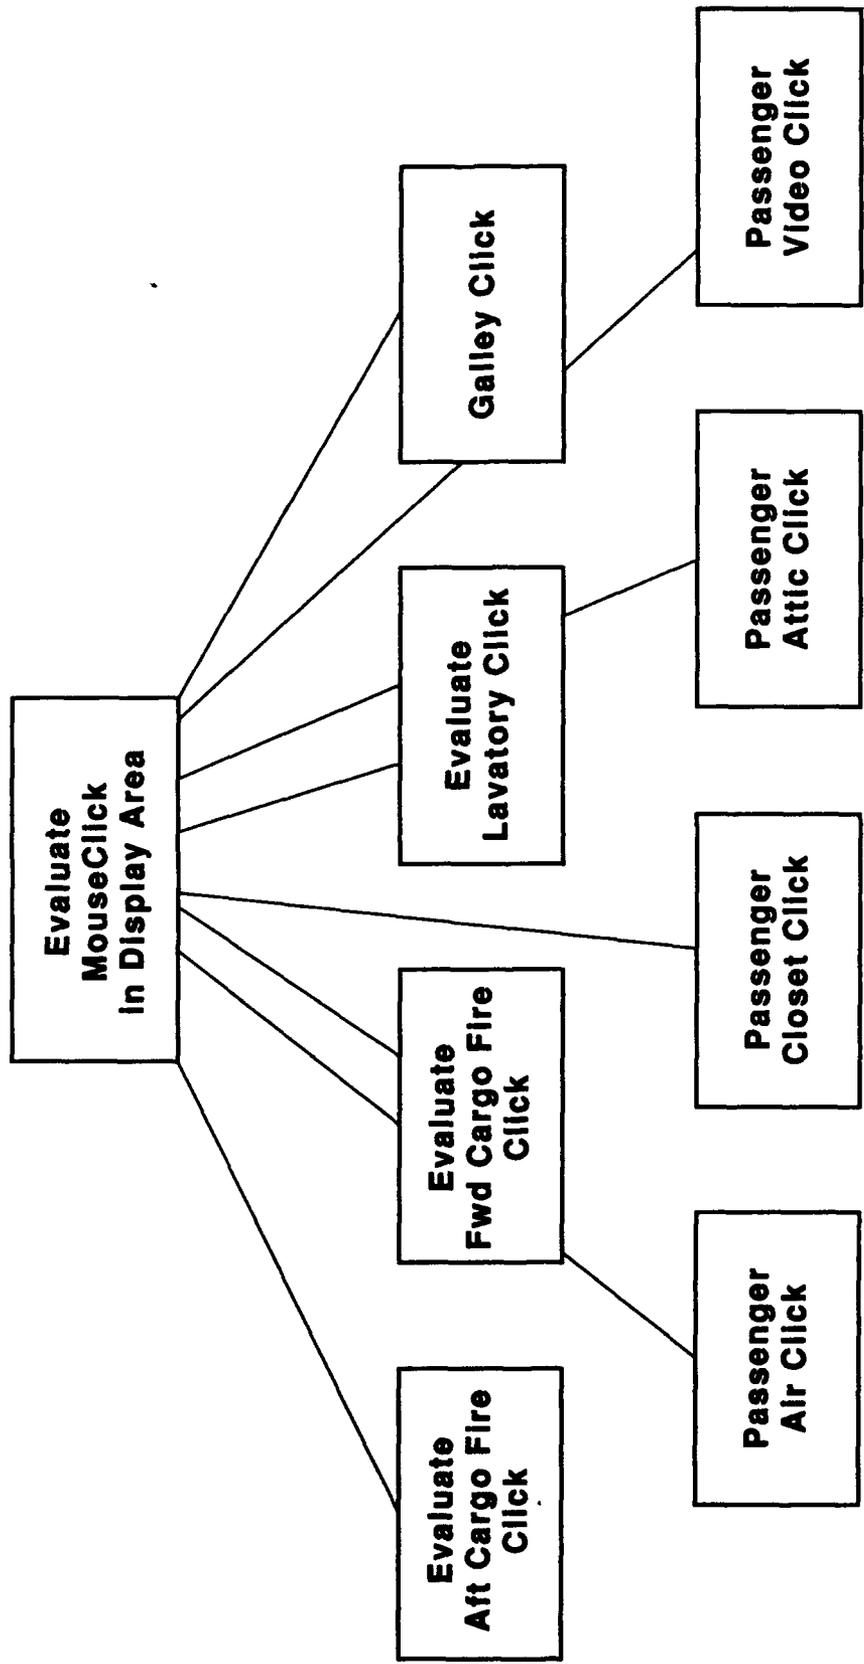 Evaluate
MouseClick
in Display Area
Evaluate
Aft Cargo Fire
Click
Evaluate
Fwd Cargo Fire
Click
Evaluate
Lavatory Click
Galley Click
Passenger
Air Click
Passenger
Closet Click
Passenger
Attic Click
Passenger
Video Click